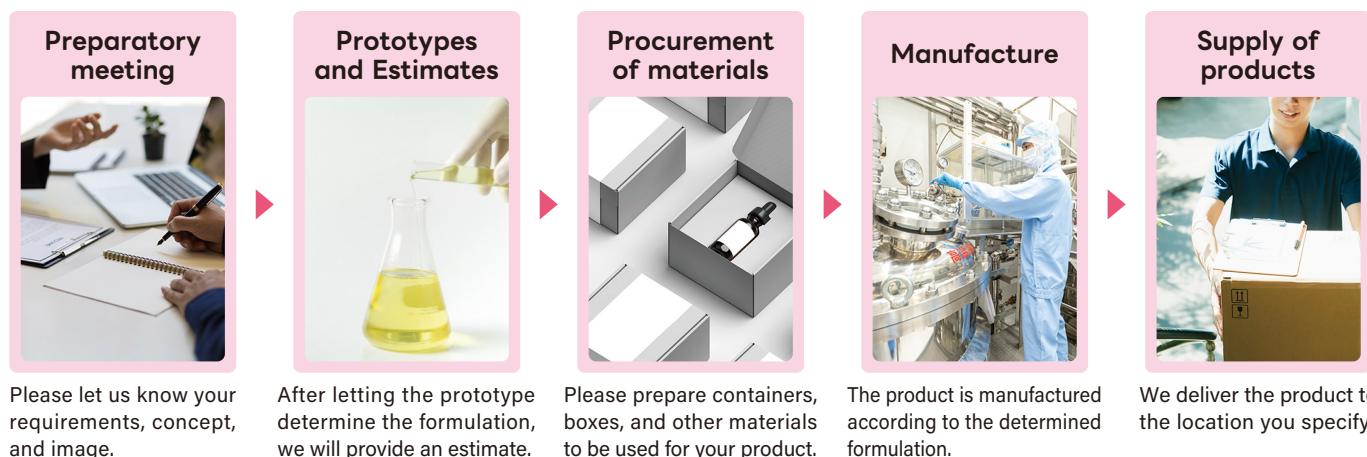 Preparatory
meeting
Prototypes
and Estimates
Procurement
of materials
Manufacture
Supply of
products
Please let us know your
requirements, concept,
and image.
After letting the prototype
determine the formulation,
we will provide an estimate.
Please prepare containers,
boxes, and other materials
to be used for your product.
The product is manufactured
according to the determined
formulation.
We deliver the product to
the location you specify